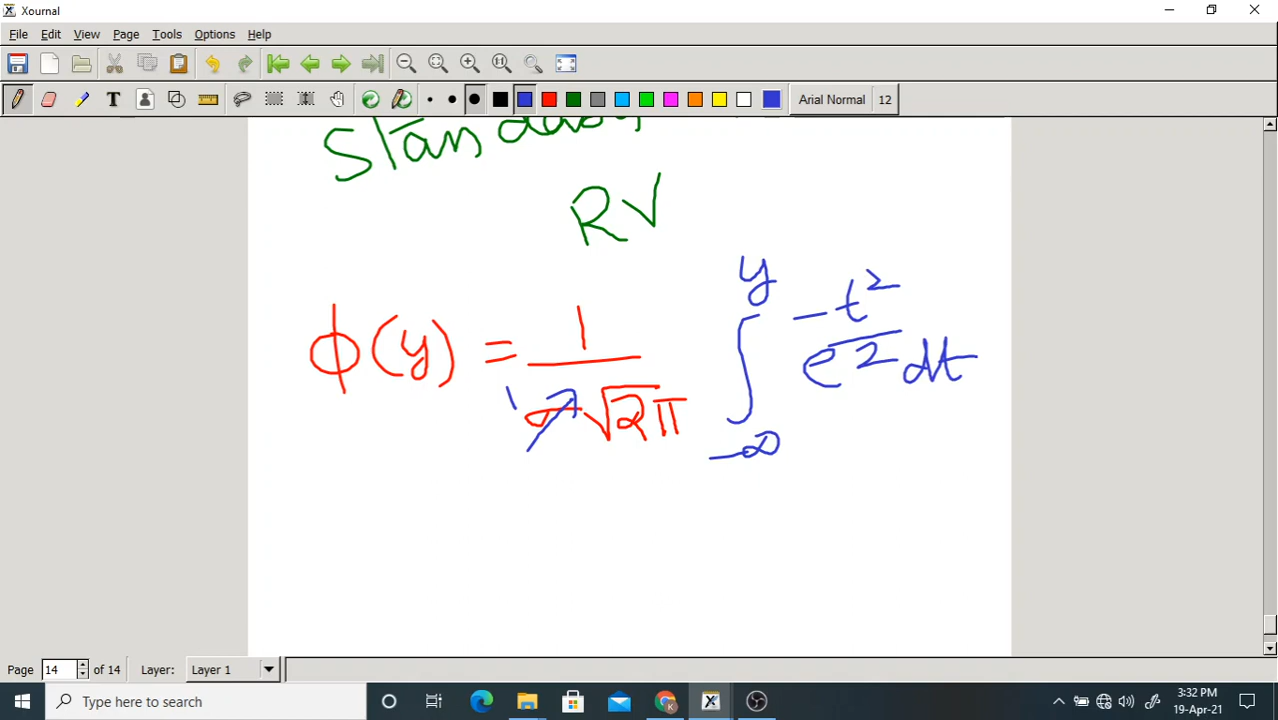 Xournal
File Edit View Page Tools Options Help
T Arial Normal 12
RV
ϕ(y) = 1 / 1 σ √2π ∫ y −∞ e −t² / 2 dt
Page 14 of 14 Layer: Layer 1
Type here to search
3:32 PM
19-Apr-21